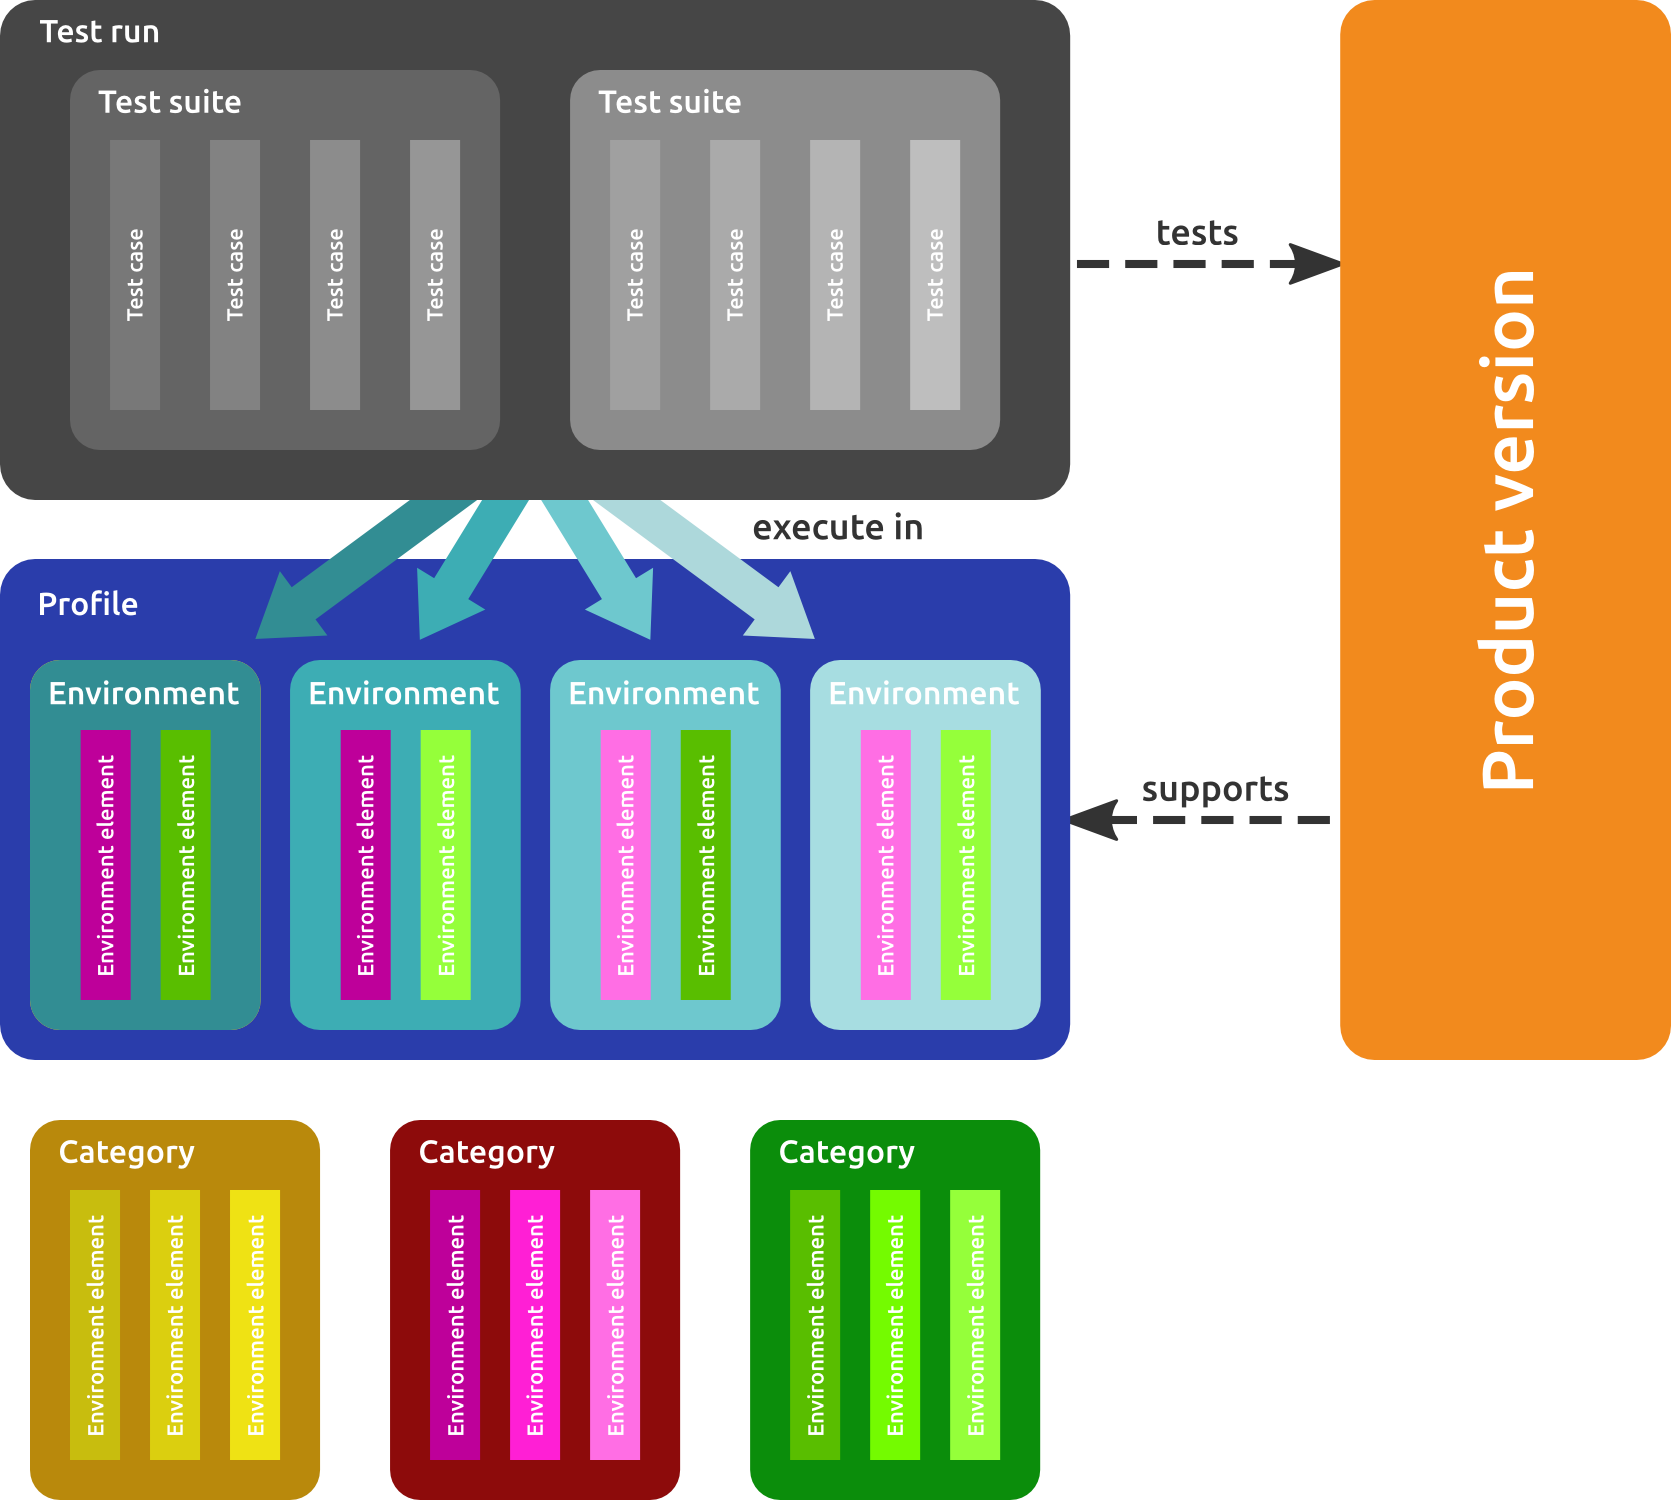 Test run
Test suite
Test case
Test case
Test case
Test case
Test suite
Test case
Test case
Test case
Test case
tests
Product version
execute in
Profile
Environment
Environment element
Environment element
Environment
Environment element
Environment element
Environment
Environment element
Environment element
Environment
Environment element
Environment element
supports
Category
Environment element
Environment element
Environment element
Category
Environment element
Environment element
Environment element
Category
Environment element
Environment element
Environment element